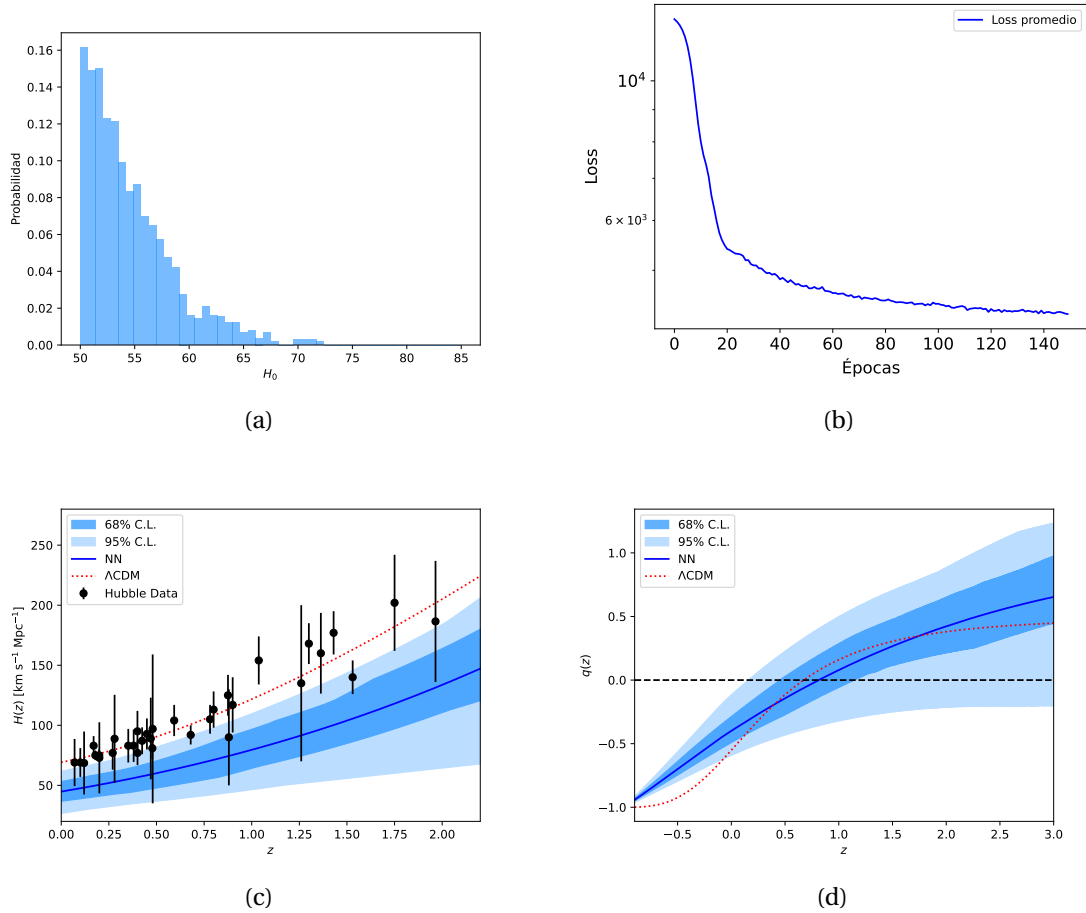 0.16
0.14
0.12
0.10
0.08
0.06
0.04
0.02
0.00
Probabilidad
50 55 60 65 70 75 80 85
H₀
(a)
Loss promedio
10⁴
6 × 10³
Loss
0 20 40 60 80 100 120 140
Épocas
(b)
68% C.L.
95% C.L.
NN
ΛCDM
Hubble Data
250
200
150
100
50
H(z) [km s⁻¹ Mpc⁻¹]
0.00 0.25 0.50 0.75 1.00 1.25 1.50 1.75 2.00
z
(c)
68% C.L.
95% C.L.
NN
ΛCDM
1.0
0.5
0.0
−0.5
−1.0
q(z)
−0.5 0.0 0.5 1.0 1.5 2.0 2.5 3.0
z
(d)